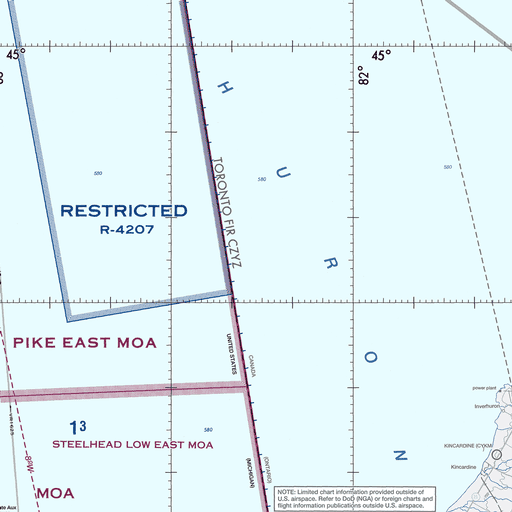 45°
45°
82°
H
U
R
O
N
580
580
580
TORONTO FIR CZYZ
RESTRICTED
R-4207
PIKE EAST MOA
UNITED STATES
CANADA
1³
580
STEELHEAD LOW EAST MOA
8°W
MOA
(MICHIGAN)
(ONTARIO)
power plant
Inverhuron
KINCARDINE (CYKM)
Kincardine
NOTE: Limited chart information provided outside of
U.S. airspace. Refer to DoD (NGA) or foreign charts and
flight information publications outside U.S. airspace.